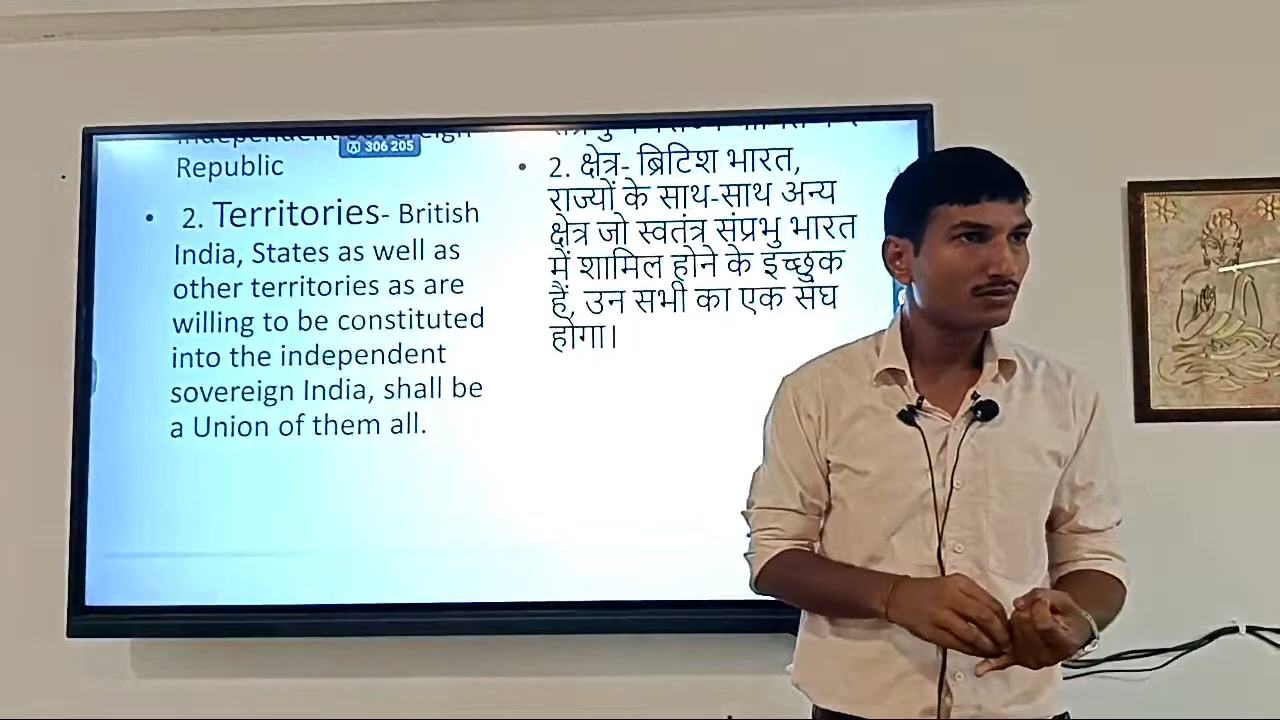 Independent Sovereign
Republic
306 205
• 2. Territories- British
India, States as well as
other territories as are
willing to be constituted
into the independent
sovereign India, shall be
a Union of them all.
• 2. क्षेत्र- ब्रिटिश भारत,
राज्यों के साथ-साथ अन्य
क्षेत्र जो स्वतंत्र संप्रभु भारत
में शामिल होने के इच्छुक
हैं, उन सभी का एक संघ
होगा।